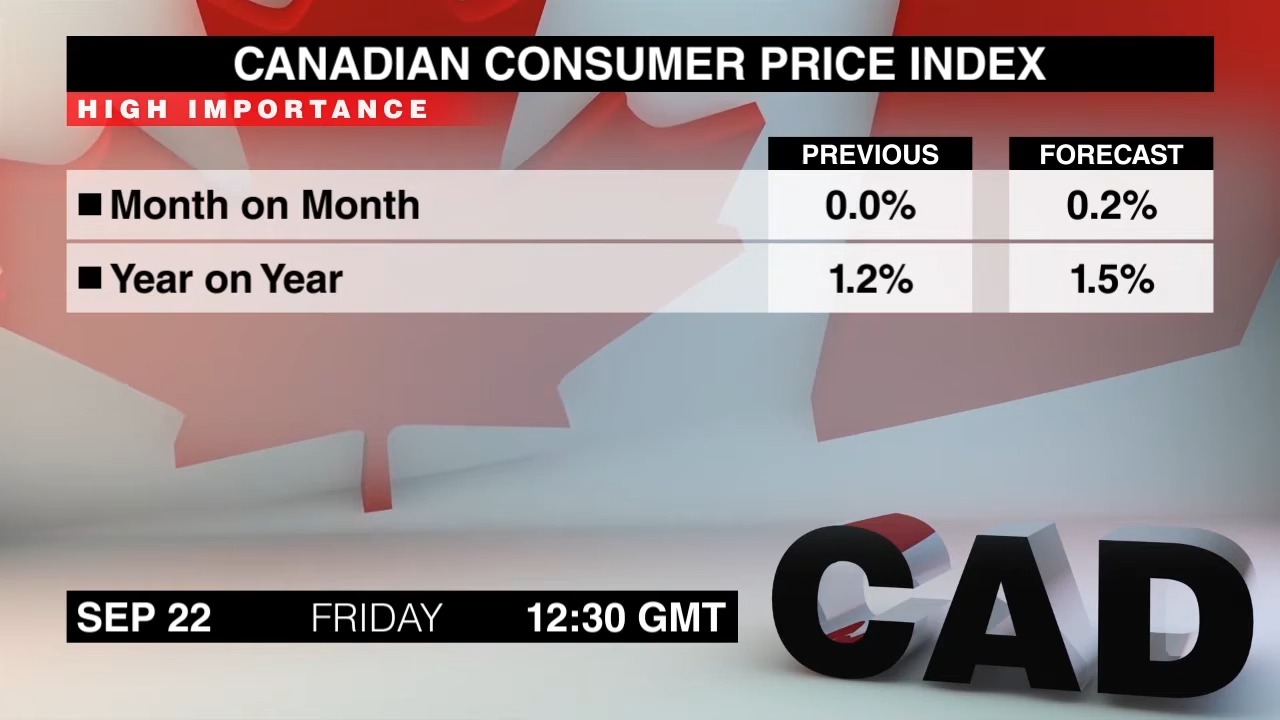 CANADIAN CONSUMER PRICE INDEX
HIGH IMPORTANCE
PREVIOUS FORECAST
Month on Month 0.0% 0.2%
Year on Year 1.2% 1.5%
SEP 22 FRIDAY 12:30 GMT
CAD